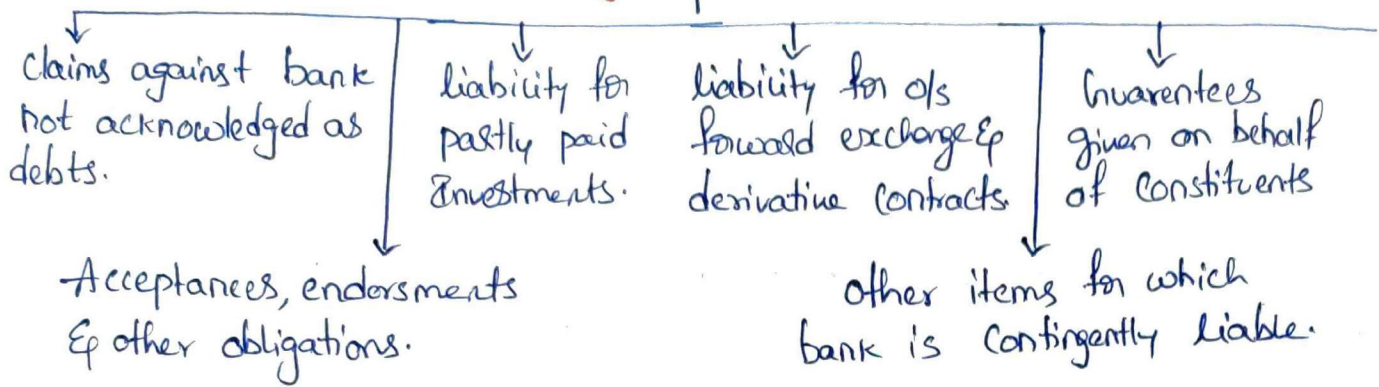 Claims against bank
not acknowledged as
debts.
liability for
partly paid
Investments.
liability for o/s
forward exchange &
derivative contracts.
Guarentees
given on behalf
of constituents
Acceptances, endorsments
& other obligations.
other items for which
bank is contingently liable.